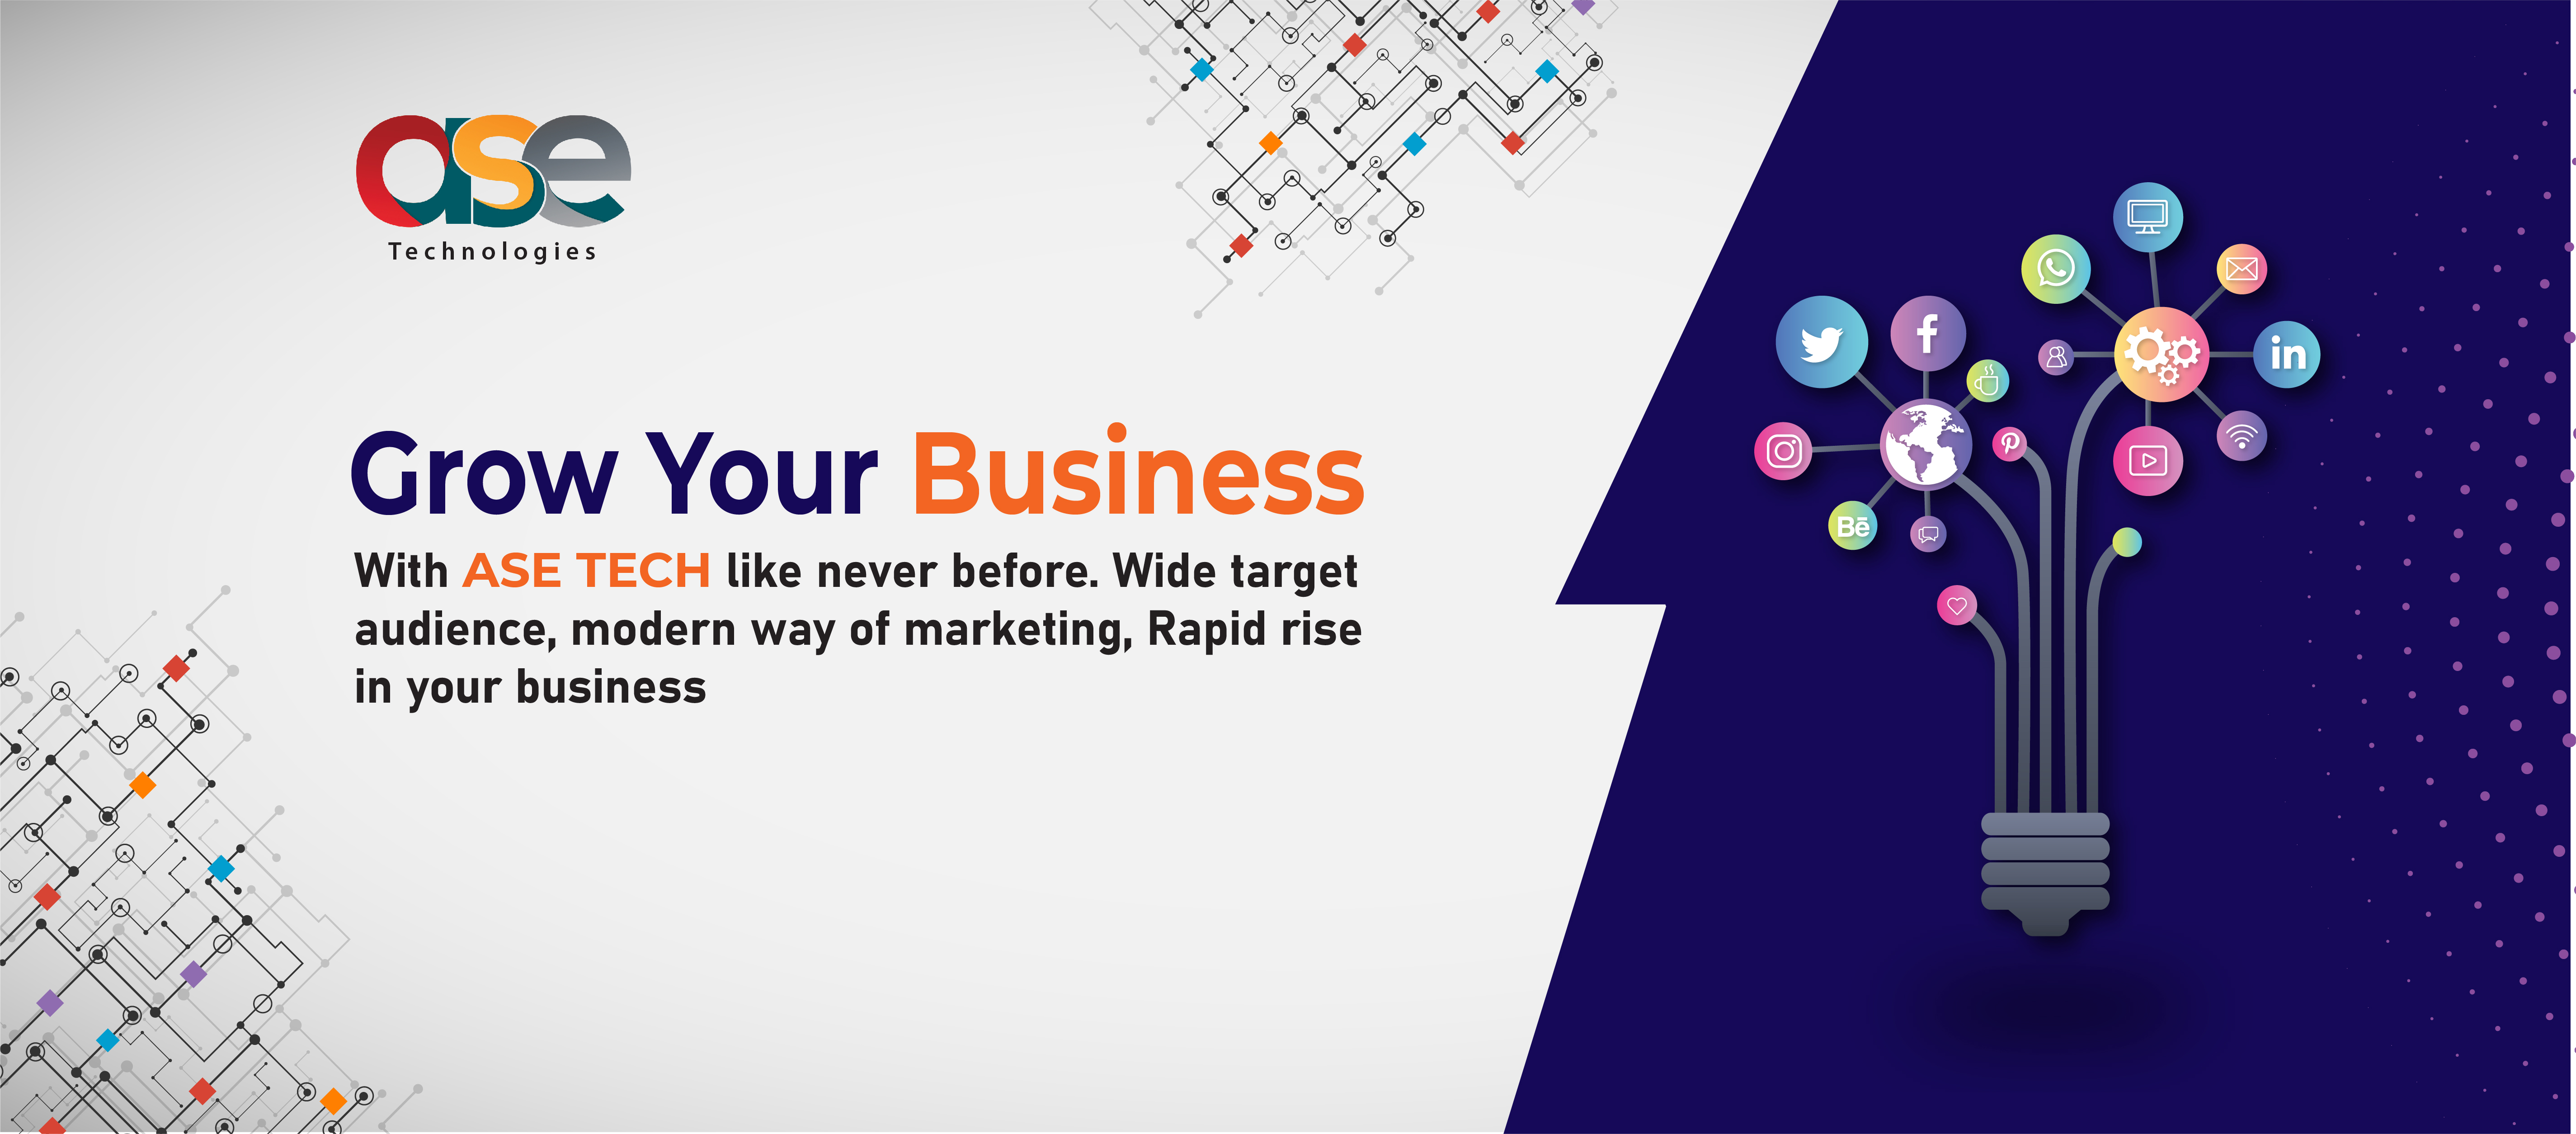 ase
Technologies
Grow Your Business
With ASE TECH like never before. Wide target
audience, modern way of marketing, Rapid rise
in your business
f
in
Bē